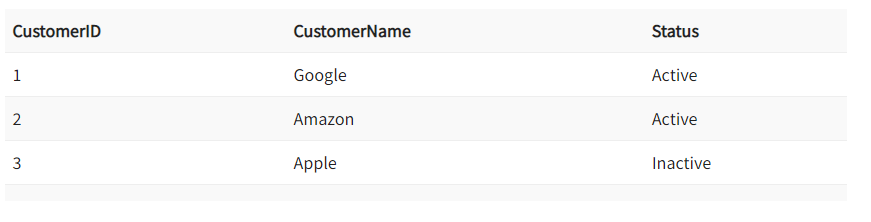 CustomerID CustomerName Status
1 Google Active
2 Amazon Active
3 Apple Inactive